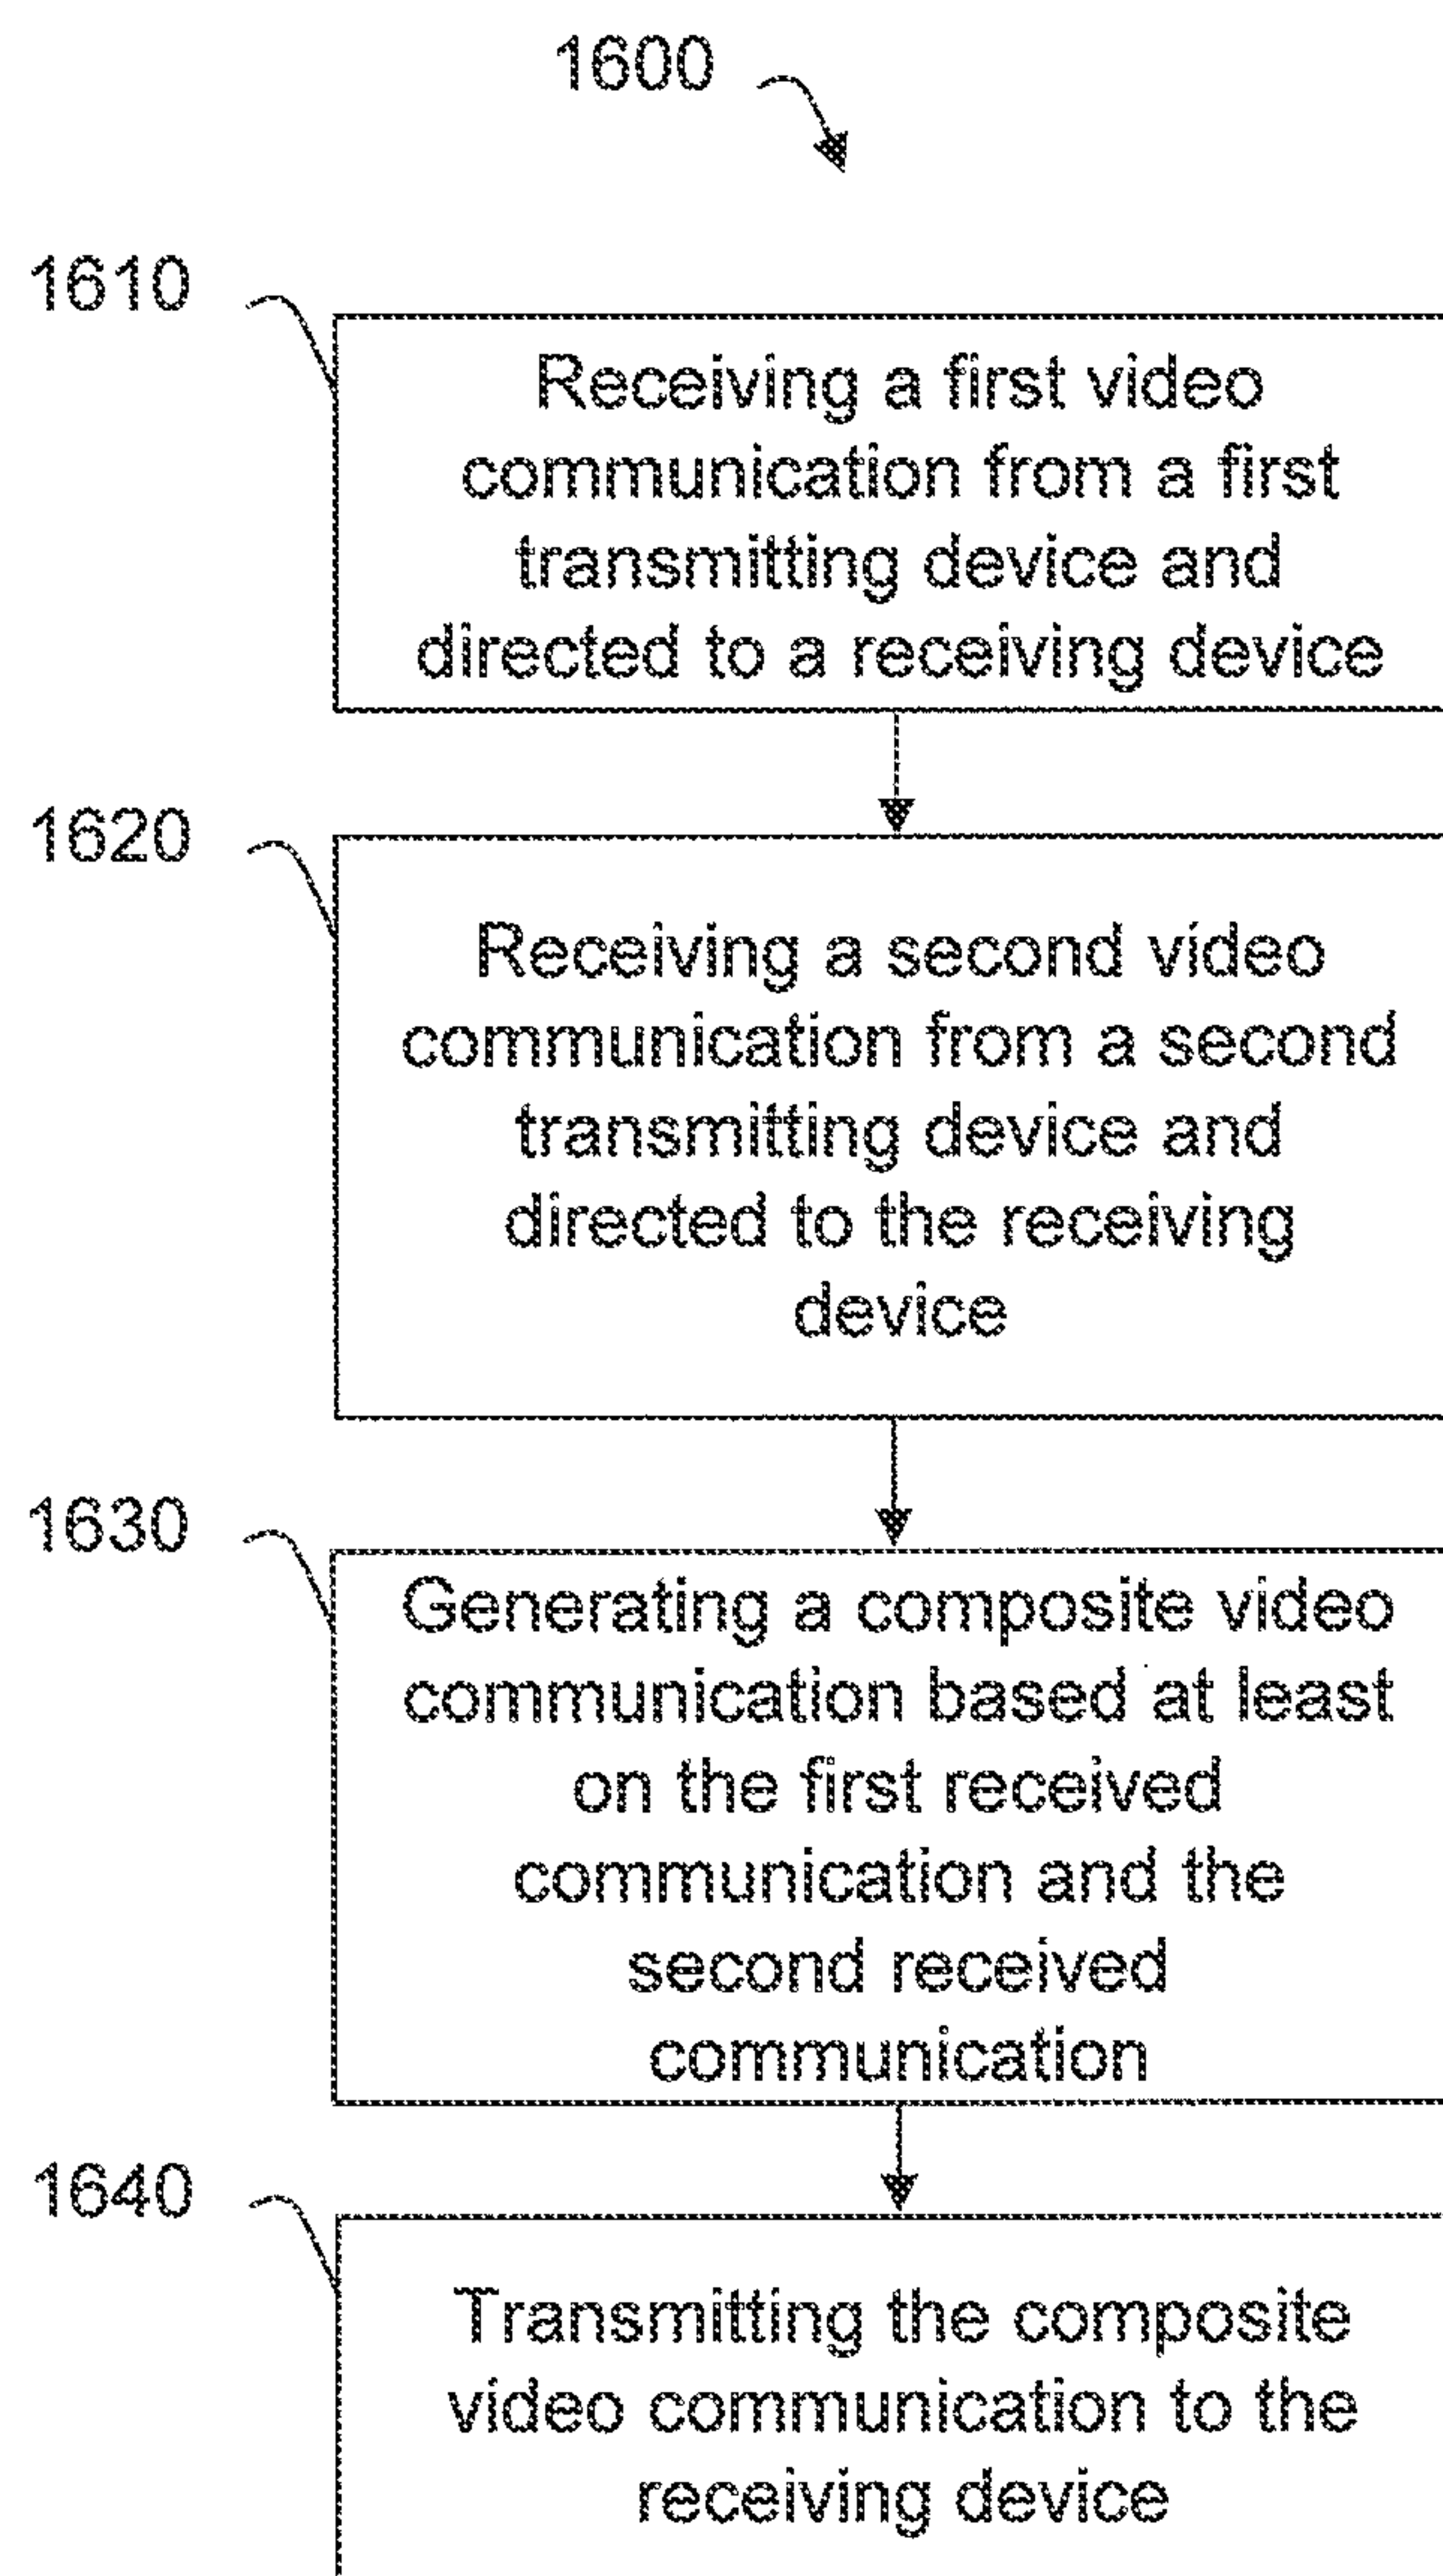 1600
1610
Receiving a first video
communication from a first
transmitting device and
directed to a receiving device
1620
Receiving a second video
communication from a second
transmitting device and
directed to the receiving
device
1630
Generating a composite video
communication based at least
on the first received
communication and the
second received
communication
1640
Transmitting the composite
video communication to the
receiving device